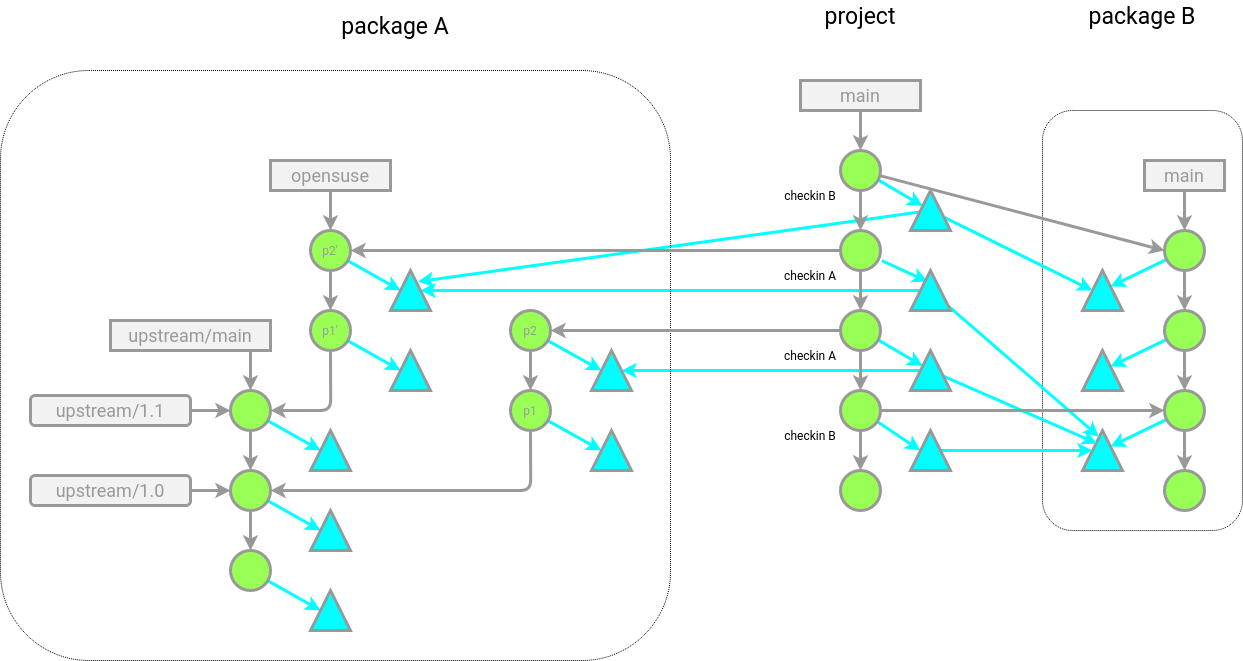 package A
project
package B
main
opensuse
main
checkin B
p2'
checkin A
upstream/main
p1'
p2
checkin A
upstream/1.1
p1
checkin B
upstream/1.0